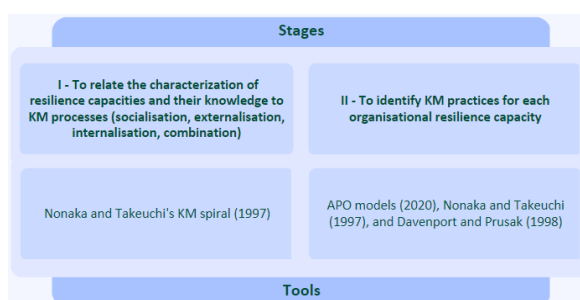 Stages
I - To relate the characterization of
resilience capacities and their knowledge to
KM processes (socialisation, externalisation,
internalisation, combination)
II - To identify KM practices for each
organisational resilience capacity
Nonaka and Takeuchi's KM spiral (1997)
APO models (2020), Nonaka and Takeuchi
(1997), and Davenport and Prusak (1998)
Tools